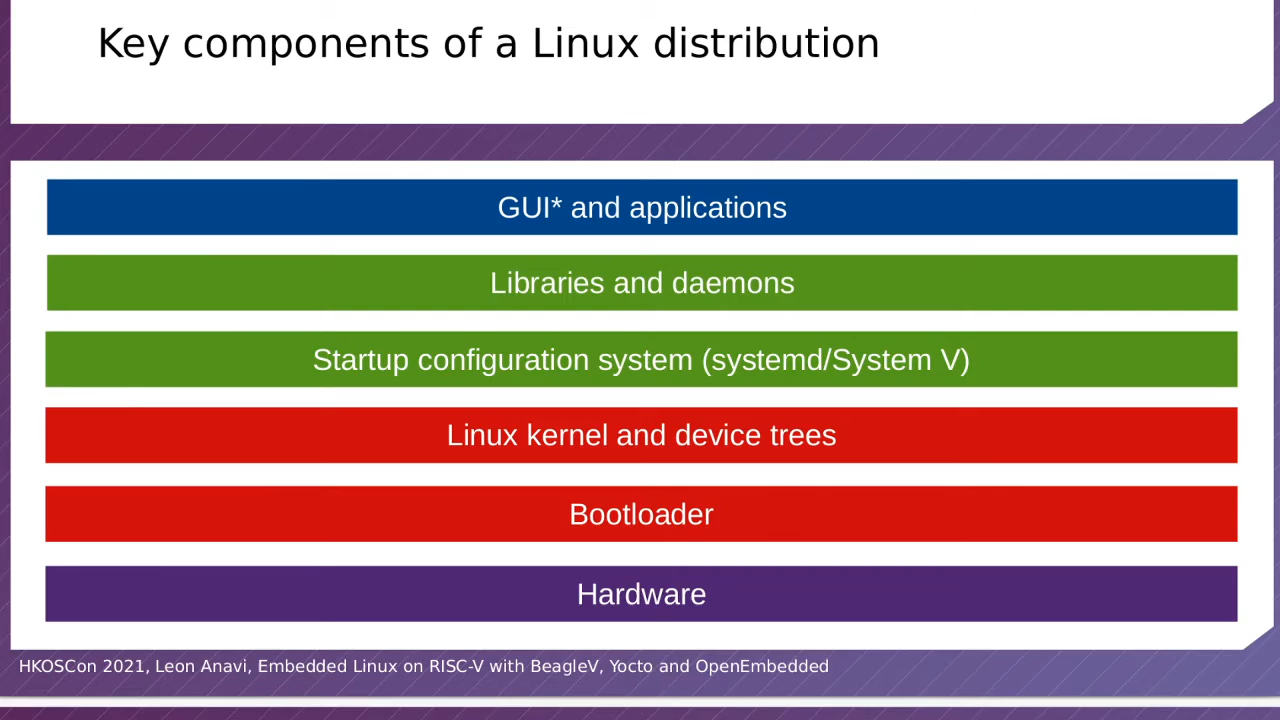 Key components of a Linux distribution
GUI* and applications
Libraries and daemons
Startup configuration system (systemd/System V)
Linux kernel and device trees
Bootloader
Hardware
HKOSCon 2021, Leon Anavi, Embedded Linux on RISC-V with BeagleV, Yocto and OpenEmbedded